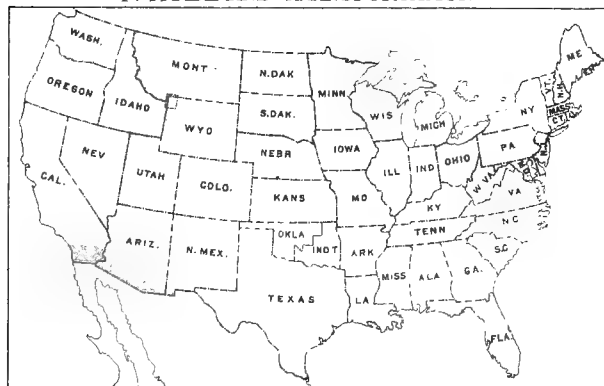 WASH.
MONT.
N.DAK
MINN
ME
OREGON
IDAHO
S.DAK.
WIS
MICH
VT.
N.H.
NY
MASS
CT.
WYO
NEBR
IOWA
PA
NEV
UTAH
COLO.
ILL
IND
OHIO
W VA
VA
CAL.
KANS
MO
KY
N C
TENN
ARIZ.
N. MEX.
OKLA
IND T
ARK
S.C
MISS
ALA
GA.
TEXAS
LA
FLA